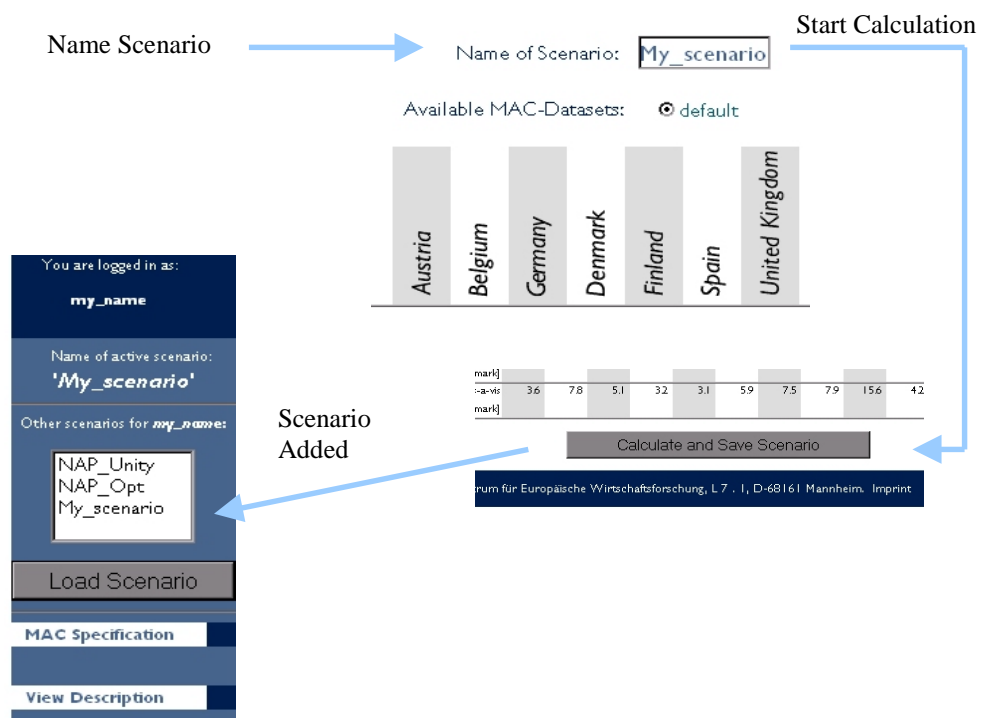 Start Calculation
Name Scenario
Name of Scenario: My_scenario
Available MAC-Datasets: default
Austria
Belgium
Germany
Denmark
Finland
Spain
United Kingdom
You are logged in as:
my_name
Name of active scenario:
'My_scenario'
Other scenarios for my_name:
NAP_Unity
NAP_Opt
My_scenario
Load Scenario
MAC Specification
View Description
Scenario
Added
mark]
-a-vis 3.6 7.8 5.1 3.2 3.1 5.9 7.5 7.9 15.6 4.2
mark]
Calculate and Save Scenario
trum für Europäische Wirtschaftsforschung, L 7 . 1, D-68161 Mannheim. Imprint